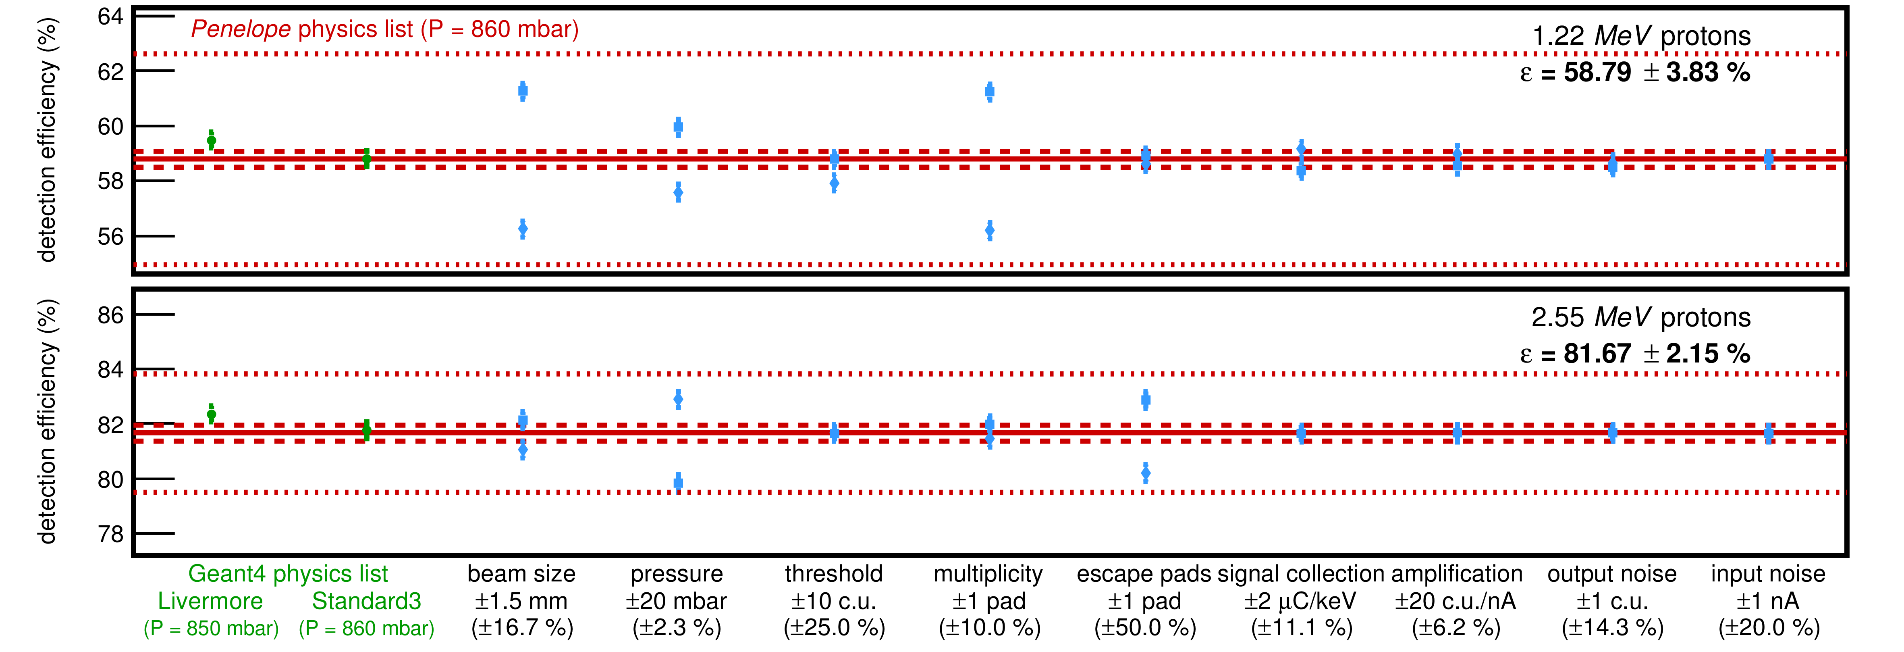 detection efficiency (%)
64
62
60
58
56
Penelope physics list (P = 860 mbar)
1.22 MeV protons
ε = 58.79 ± 3.83 %
detection efficiency (%)
86
84
82
80
78
2.55 MeV protons
ε = 81.67 ± 2.15 %
Geant4 physics list beam size pressure threshold multiplicity escape pads signal collection amplification output noise input noise
Livermore Standard3 ±1.5 mm ±20 mbar ±10 c.u. ±1 pad ±1 pad ±2 μC/keV ±20 c.u./nA ±1 c.u. ±1 nA
(P = 850 mbar) (P = 860 mbar) (±16.7 %) (±2.3 %) (±25.0 %) (±10.0 %) (±50.0 %) (±11.1 %) (±6.2 %) (±14.3 %) (±20.0 %)